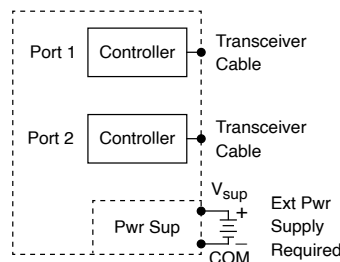 Port 1
Controller
Transceiver
Cable
Port 2
Controller
Transceiver
Cable
Pwr Sup
Vsup
+
–
COM
Ext Pwr
Supply
Required